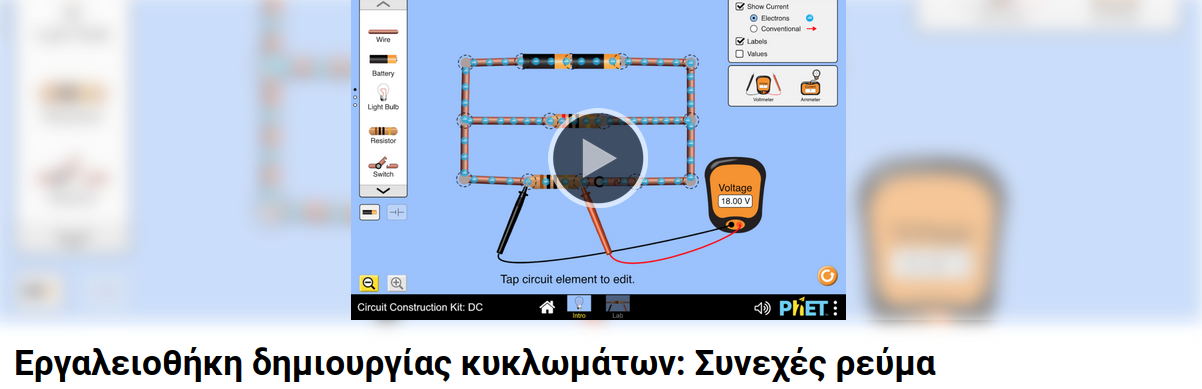 Show Current
Electrons
Conventional
Labels
Values
Wire
Battery
Light Bulb
Resistor
Switch
Voltmeter
Ammeter
Voltage
18.00 V
C
Tap circuit element to edit.
Circuit Construction Kit: DC
Intro
Lab
PhET
Εργαλειοθήκη δημιουργίας κυκλωμάτων: Συνεχές ρεύμα